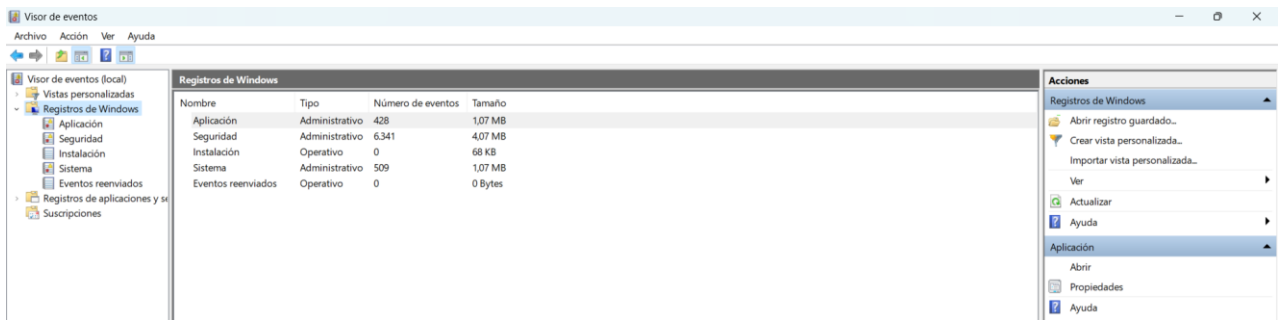 Visor de eventos
Archivo Acción Ver Ayuda
Visor de eventos (local)
Vistas personalizadas
Registros de Windows
Aplicación
Seguridad
Instalación
Sistema
Eventos reenviados
Registros de aplicaciones y se
Suscripciones
Registros de Windows
Nombre Tipo Número de eventos Tamaño
Aplicación Administrativo 428 1,07 MB
Seguridad Administrativo 6.341 4,07 MB
Instalación Operativo 0 68 KB
Sistema Administrativo 509 1,07 MB
Eventos reenviados Operativo 0 0 Bytes
Acciones
Registros de Windows
Abrir registro guardado...
Crear vista personalizada...
Importar vista personalizada...
Ver
Actualizar
Ayuda
Aplicación
Abrir
Propiedades
Ayuda